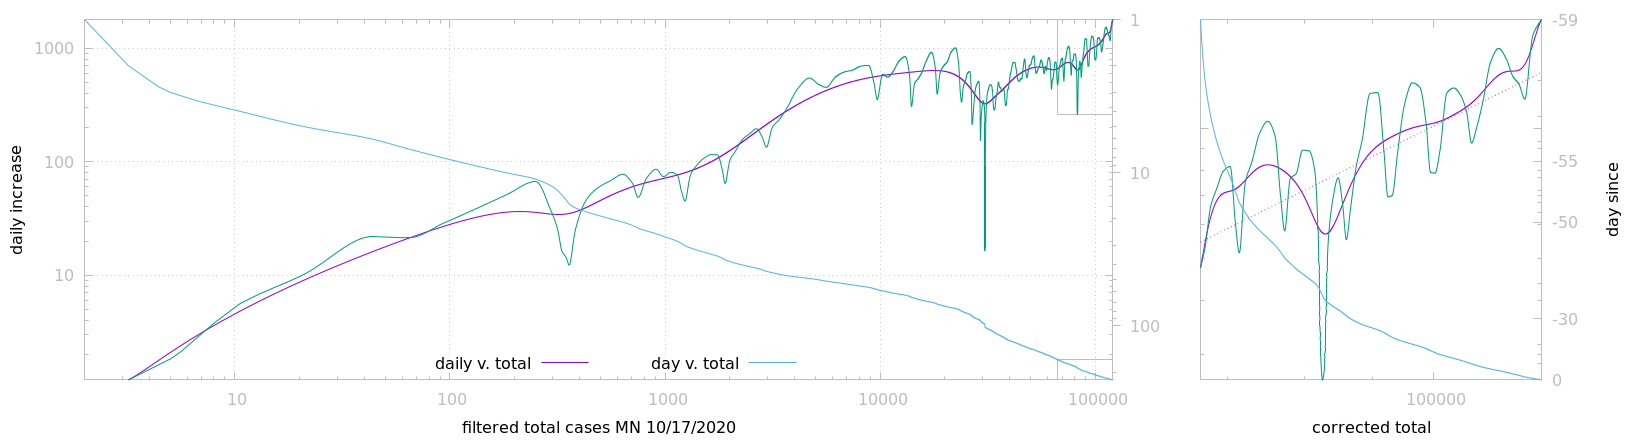 1 -59
1000
100 -55
10
-50
daily increase
day since
10
100 -30
daily v. total day v. total
0
10 100 1000 10000 100000 100000
filtered total cases MN 10/17/2020 corrected total